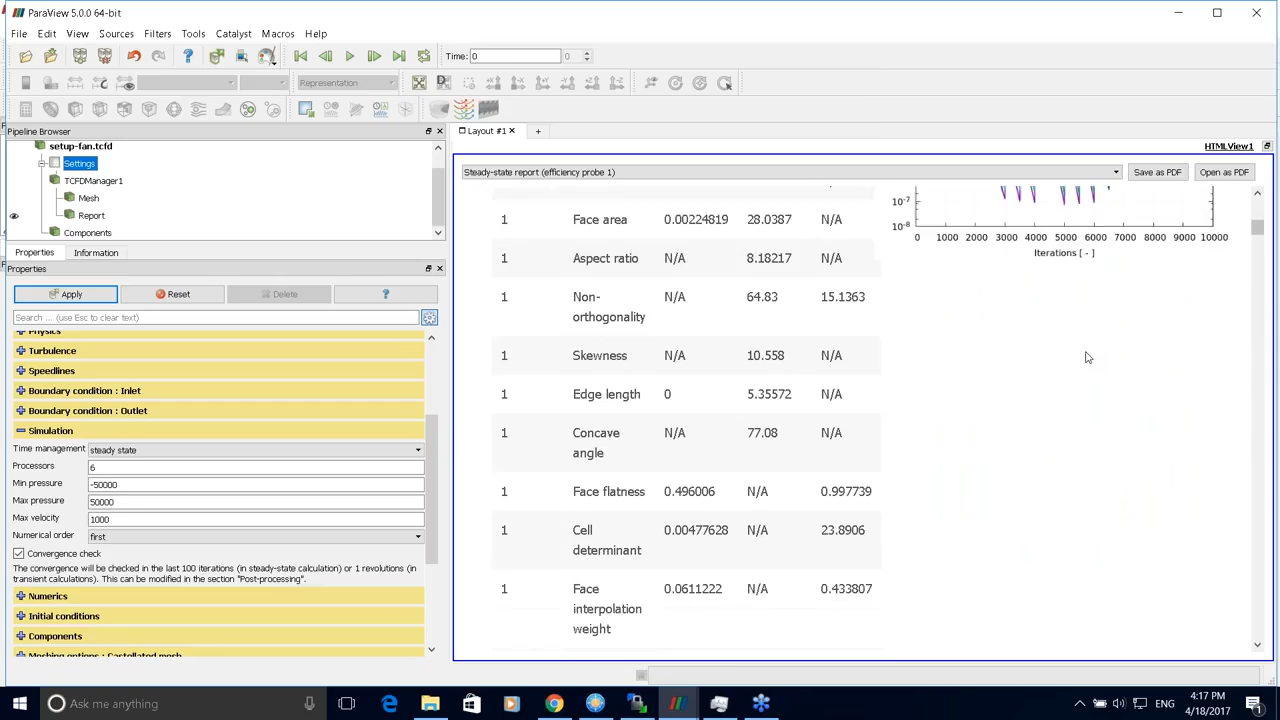 ParaView 5.0.0 64-bit
File Edit View Sources Filters Tools Catalyst Macros Help
Time: 0 0
Representation
Pipeline Browser
Layout #1
setup-fan.tcfd
HTMLView1
Settings
Steady-state report (efficiency probe 1) Save as PDF Open as PDF
TCFDManager1
Mesh
Report
Components
Properties Information
Properties
Apply Reset Delete ?
Search ... (use Esc to clear text)
Physics
Turbulence
Speedlines
Boundary condition : Inlet
Boundary condition : Outlet
Simulation
Time management steady state
Processors 6
Min pressure -50000
Max pressure 50000
Max velocity 1000
Numerical order first
Convergence check
The convergence will be checked in the last 100 iterations (in steady-state calculation) or 1 revolutions (in
transient calculations). This can be modified in the section "Post-processing".
Numerics
Initial conditions
Components
Meshing options : Castellated mesh
1 Face area 0.00224819 28.0387 N/A
1 Aspect ratio N/A 8.18217 N/A
1 Non-
orthogonality N/A 64.83 15.1363
1 Skewness N/A 10.558 N/A
1 Edge length 0 5.35572 N/A
1 Concave
angle N/A 77.08 N/A
1 Face flatness 0.496006 N/A 0.997739
1 Cell
determinant 0.00477628 N/A 23.8906
1 Face
interpolation
weight 0.0611222 N/A 0.433807
10-7
10-8
0 1000 2000 3000 4000 5000 6000 7000 8000 9000 10000
Iterations [ - ]
Ask me anything
ENG
4:17 PM
4/18/2017
1